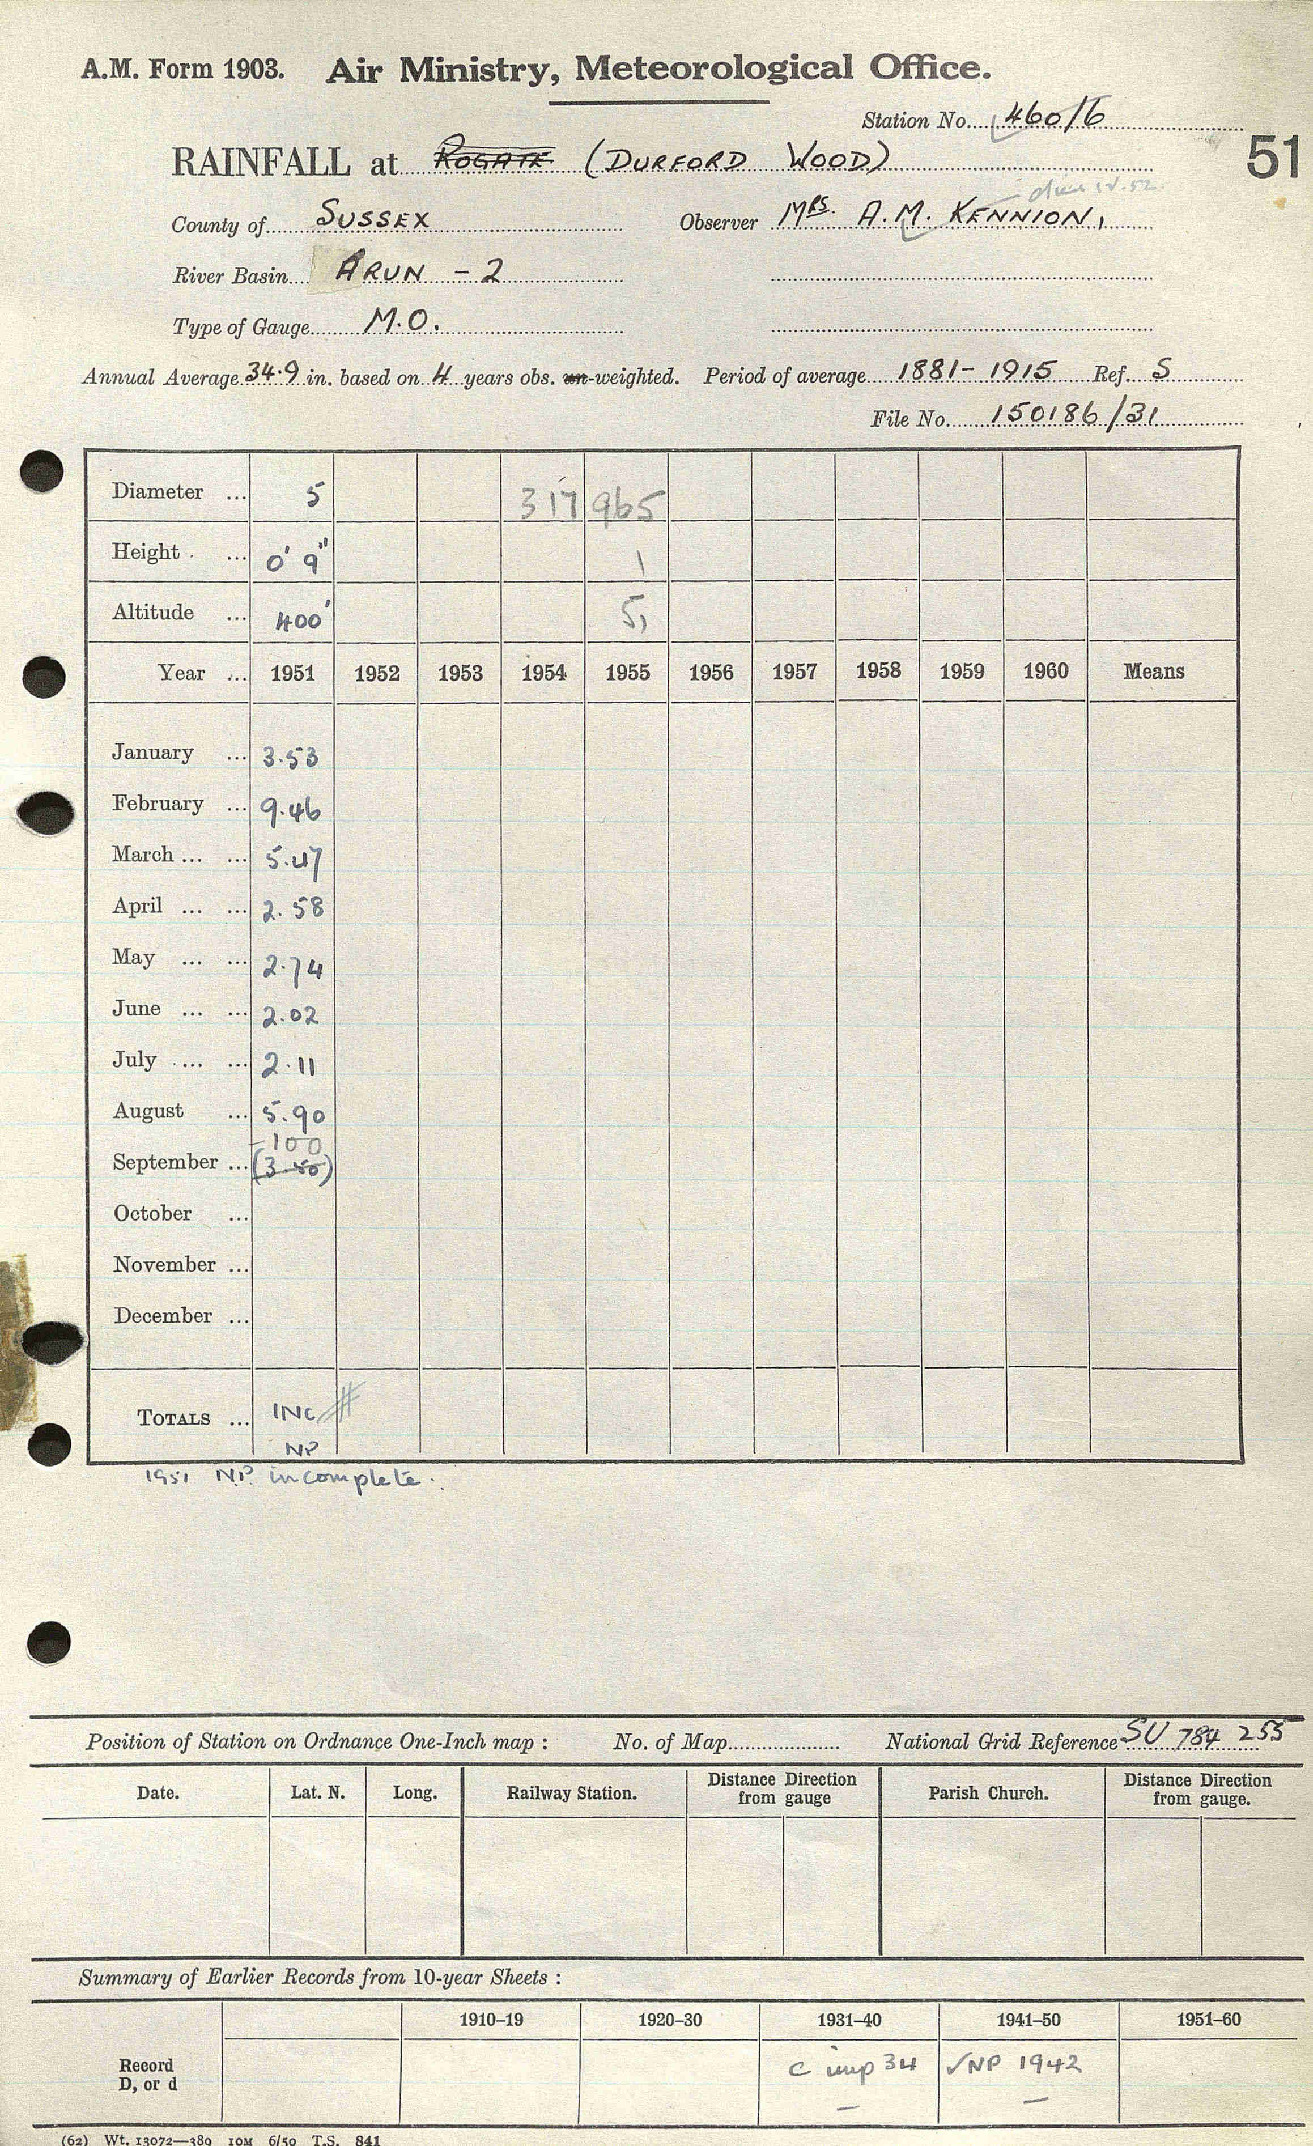 A.M. Form 1903. Air Ministry, Meteorological Office.
Station No. 460/6
51
RAINFALL at ROGATE (DURFORD WOOD)
County of SUSSEX Observer MRS. A.M. KENNION,
River Basin ARUN - 2
Type of Gauge M.O.
Annual Average 34.9 in. based on 4 years obs. un-weighted. Period of average 1881-1915 Ref. S
File No. 150186/31
Diameter ... 5 317 965
Height ... 0' 9" 1
Altitude ... 400' 5,
Year ... 1951 1952 1953 1954 1955 1956 1957 1958 1959 1960 Means
January ... 3.53
February ... 9.46
March ... ... 5.47
April ... ... 2.58
May ... ... 2.74
June ... ... 2.02
July ... ... 2.11
August ... 5.90
-100
September ... (3.50)
October ...
November ...
December ...
TOTALS ... INC #
NP
1951 N.P. incomplete.
Position of Station on Ordnance One-Inch map : No. of Map National Grid Reference SU 784 255
Date. Lat. N. Long. Railway Station. Distance from gauge Direction Parish Church. Distance from gauge. Direction
Summary of Earlier Records from 10-year Sheets :
1910–19 1920–30 1931–40 1941–50 1951–60
Record D, or d C imp 34 √NP 1942
– –
(62) Wt. 13072—389 10M 6/50 T.S. 841